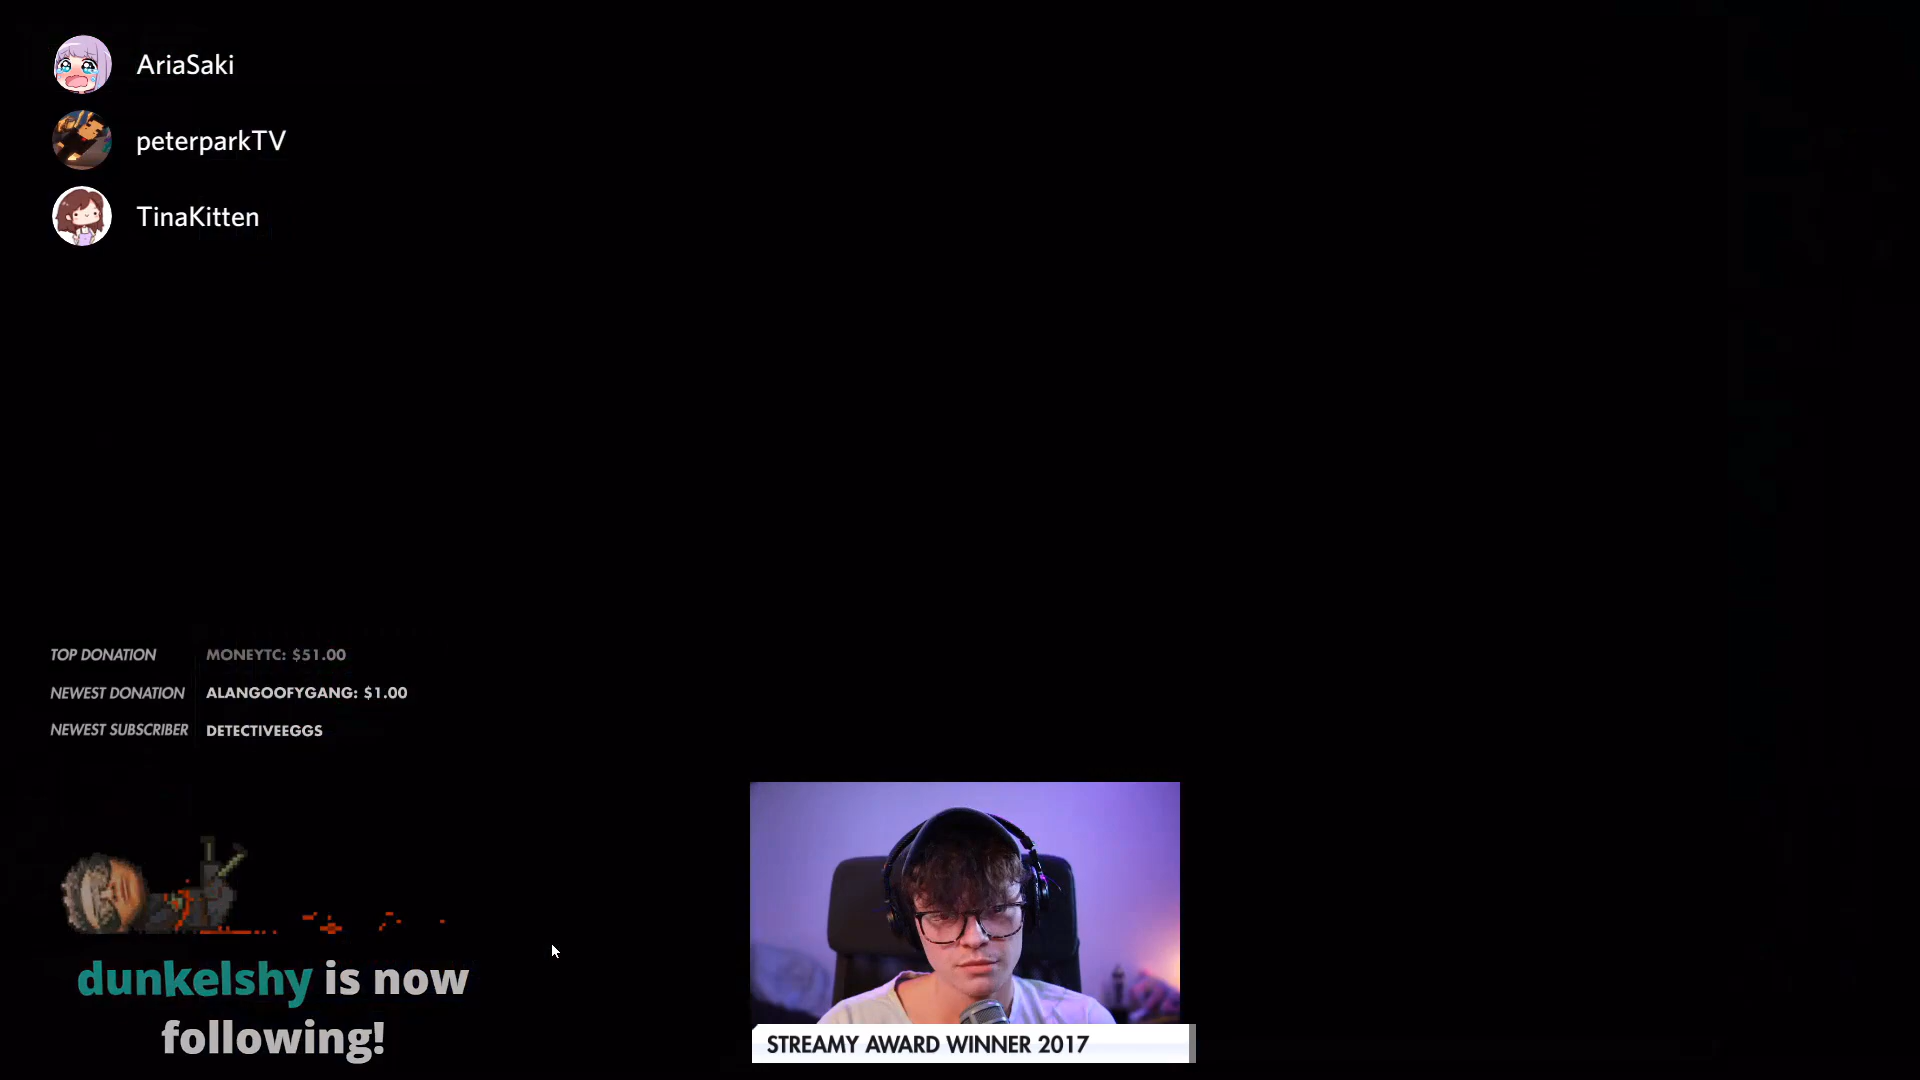 AriaSaki
peterparkTV
TinaKitten
TOP DONATION MONEYTC: $51.00
NEWEST DONATION ALANGOOFYGANG: $1.00
NEWEST SUBSCRIBER DETECTIVEEGGS
dunkelshy is now
following!
STREAMY AWARD WINNER 2017